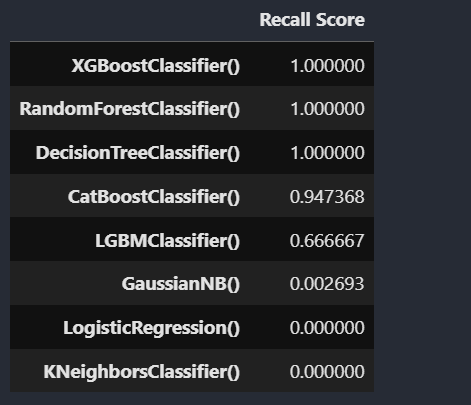 Recall Score
XGBoostClassifier() 1.000000
RandomForestClassifier() 1.000000
DecisionTreeClassifier() 1.000000
CatBoostClassifier() 0.947368
LGBMClassifier() 0.666667
GaussianNB() 0.002693
LogisticRegression() 0.000000
KNeighborsClassifier() 0.000000